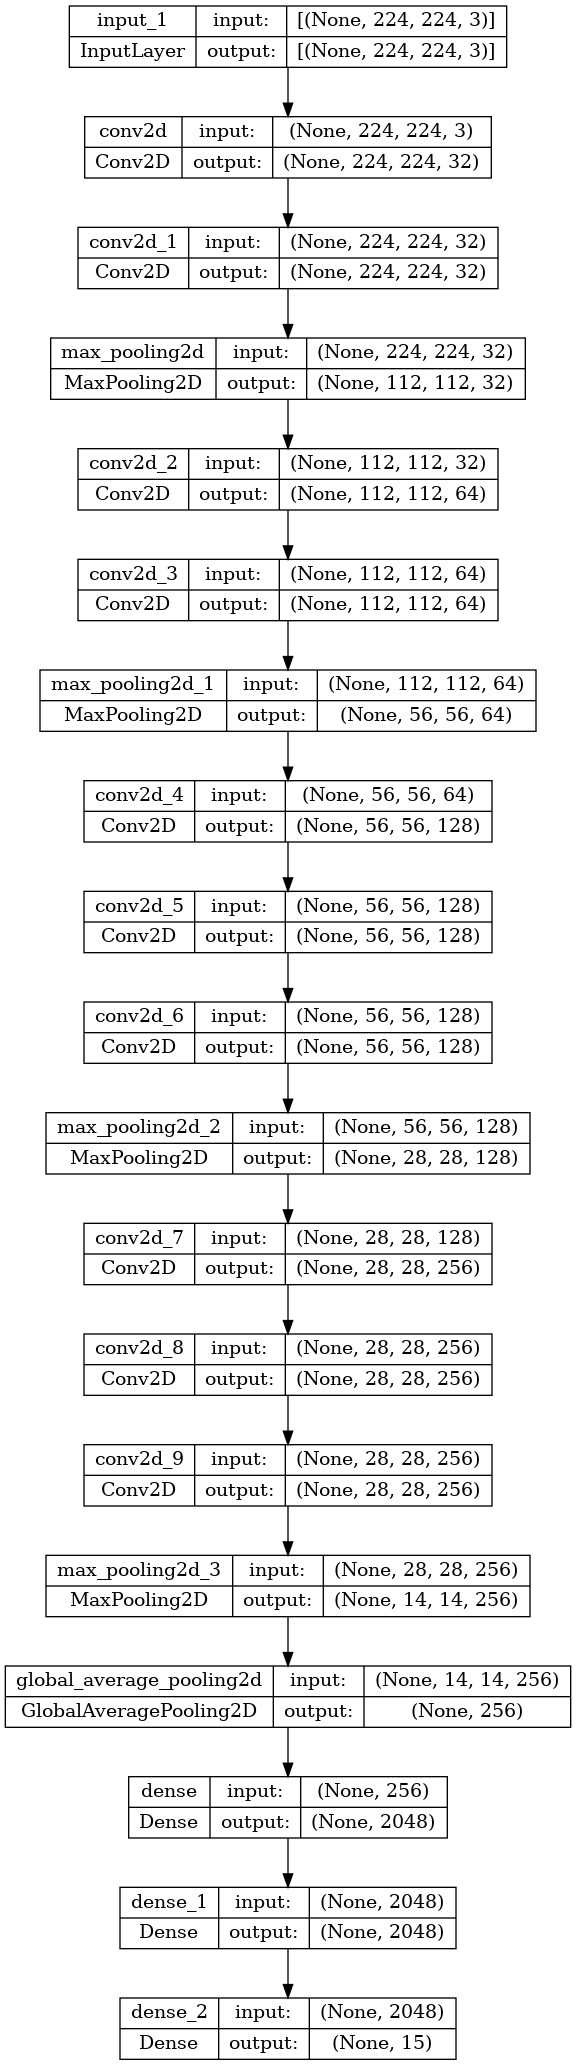 input_1 input: [(None, 224, 224, 3)]
InputLayer output: [(None, 224, 224, 3)]
conv2d input: (None, 224, 224, 3)
Conv2D output: (None, 224, 224, 32)
conv2d_1 input: (None, 224, 224, 32)
Conv2D output: (None, 224, 224, 32)
max_pooling2d input: (None, 224, 224, 32)
MaxPooling2D output: (None, 112, 112, 32)
conv2d_2 input: (None, 112, 112, 32)
Conv2D output: (None, 112, 112, 64)
conv2d_3 input: (None, 112, 112, 64)
Conv2D output: (None, 112, 112, 64)
max_pooling2d_1 input: (None, 112, 112, 64)
MaxPooling2D output: (None, 56, 56, 64)
conv2d_4 input: (None, 56, 56, 64)
Conv2D output: (None, 56, 56, 128)
conv2d_5 input: (None, 56, 56, 128)
Conv2D output: (None, 56, 56, 128)
conv2d_6 input: (None, 56, 56, 128)
Conv2D output: (None, 56, 56, 128)
max_pooling2d_2 input: (None, 56, 56, 128)
MaxPooling2D output: (None, 28, 28, 128)
conv2d_7 input: (None, 28, 28, 128)
Conv2D output: (None, 28, 28, 256)
conv2d_8 input: (None, 28, 28, 256)
Conv2D output: (None, 28, 28, 256)
conv2d_9 input: (None, 28, 28, 256)
Conv2D output: (None, 28, 28, 256)
max_pooling2d_3 input: (None, 28, 28, 256)
MaxPooling2D output: (None, 14, 14, 256)
global_average_pooling2d input: (None, 14, 14, 256)
GlobalAveragePooling2D output: (None, 256)
dense input: (None, 256)
Dense output: (None, 2048)
dense_1 input: (None, 2048)
Dense output: (None, 2048)
dense_2 input: (None, 2048)
Dense output: (None, 15)